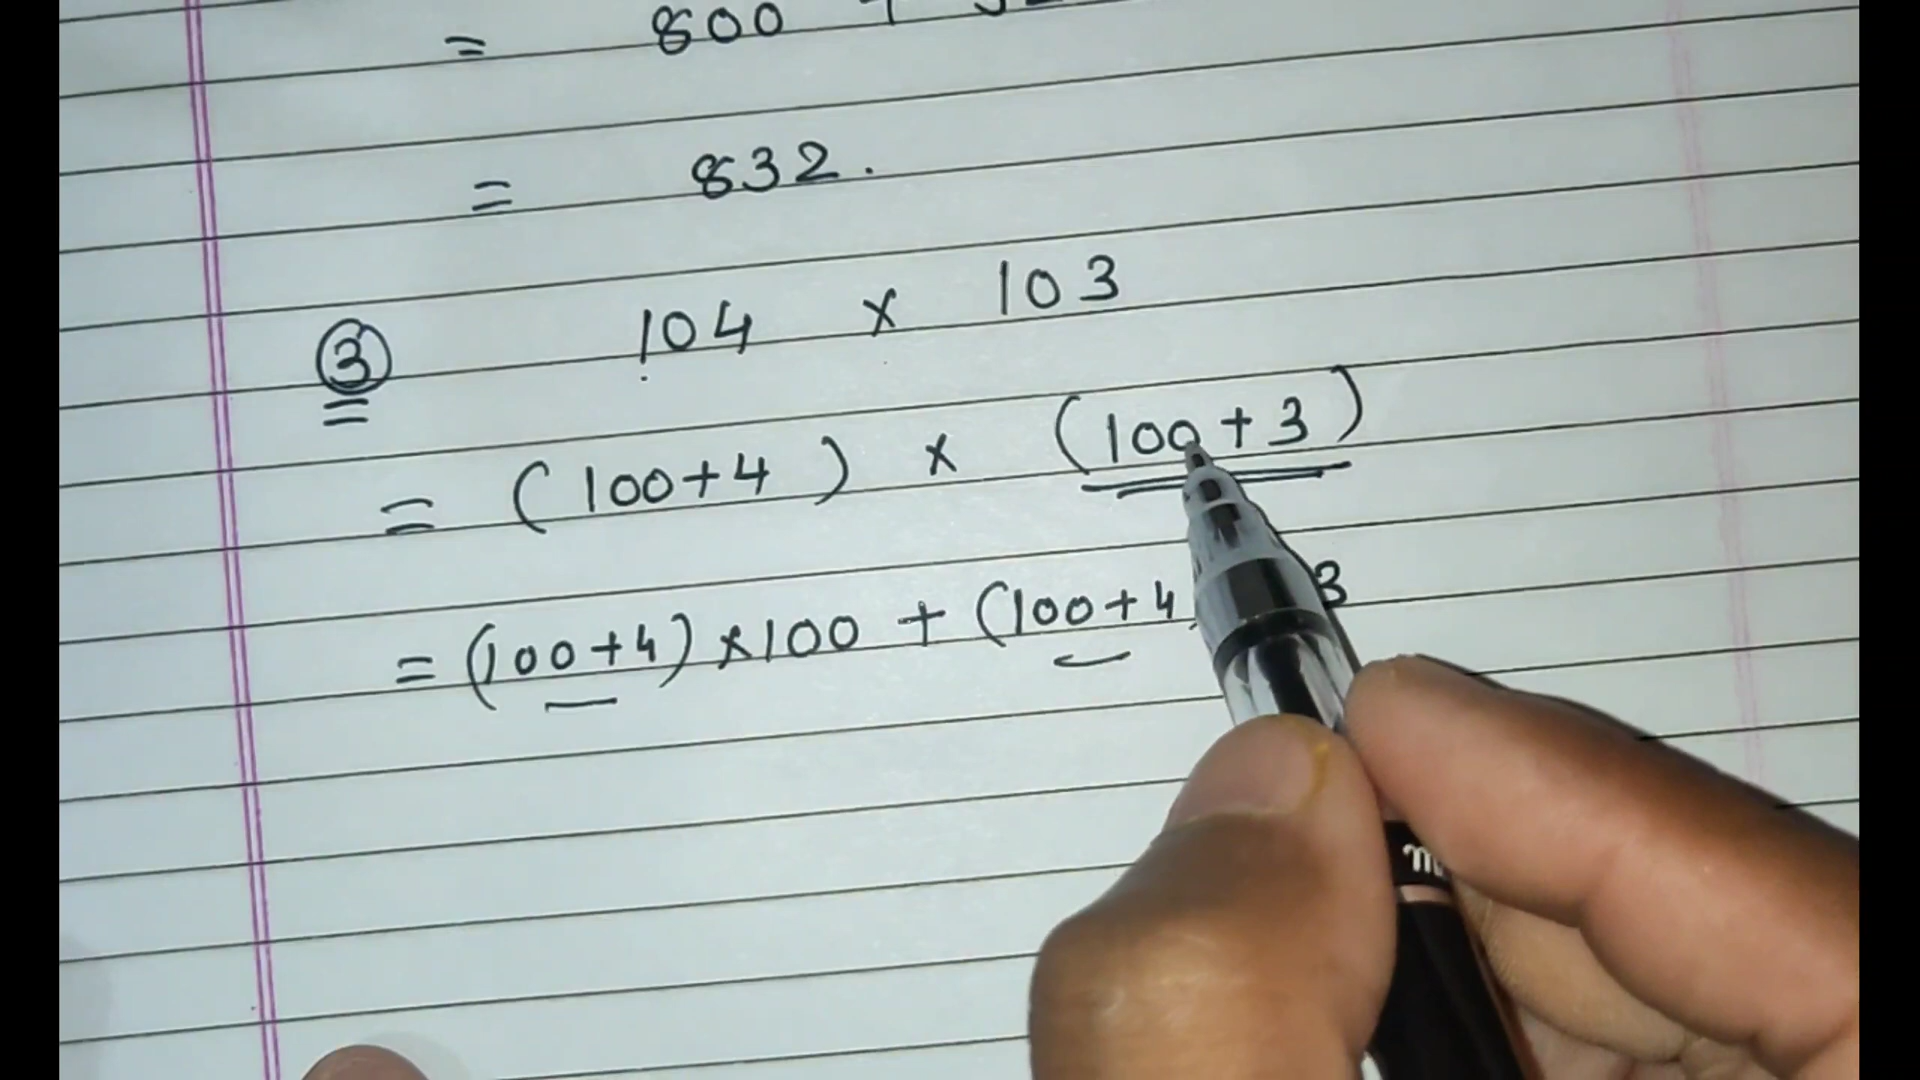 = 800
= 832.
3 104 × 103
= (100+4) × (100+3)
= (100+4)×100 + (100+4 3